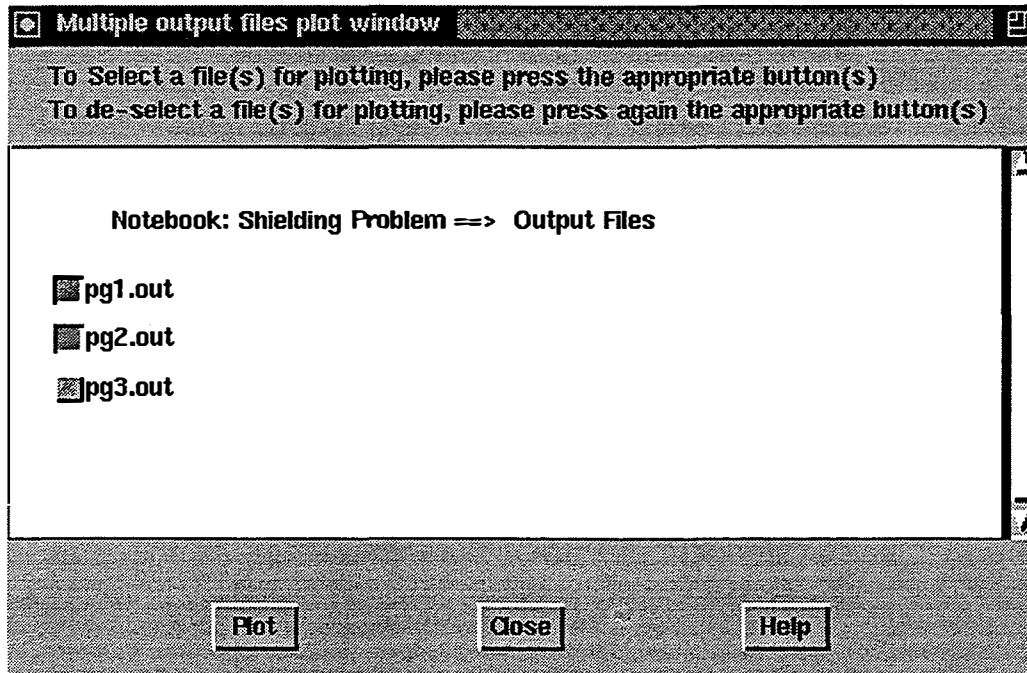 Multiple output files plot window
To Select a file(s) for plotting, please press the appropriate button(s)
To de-select a file(s) for plotting, please press again the appropriate button(s)
Notebook: Shielding Problem ==> Output Files
pg1.out
pg2.out
pg3.out
Plot Close Help